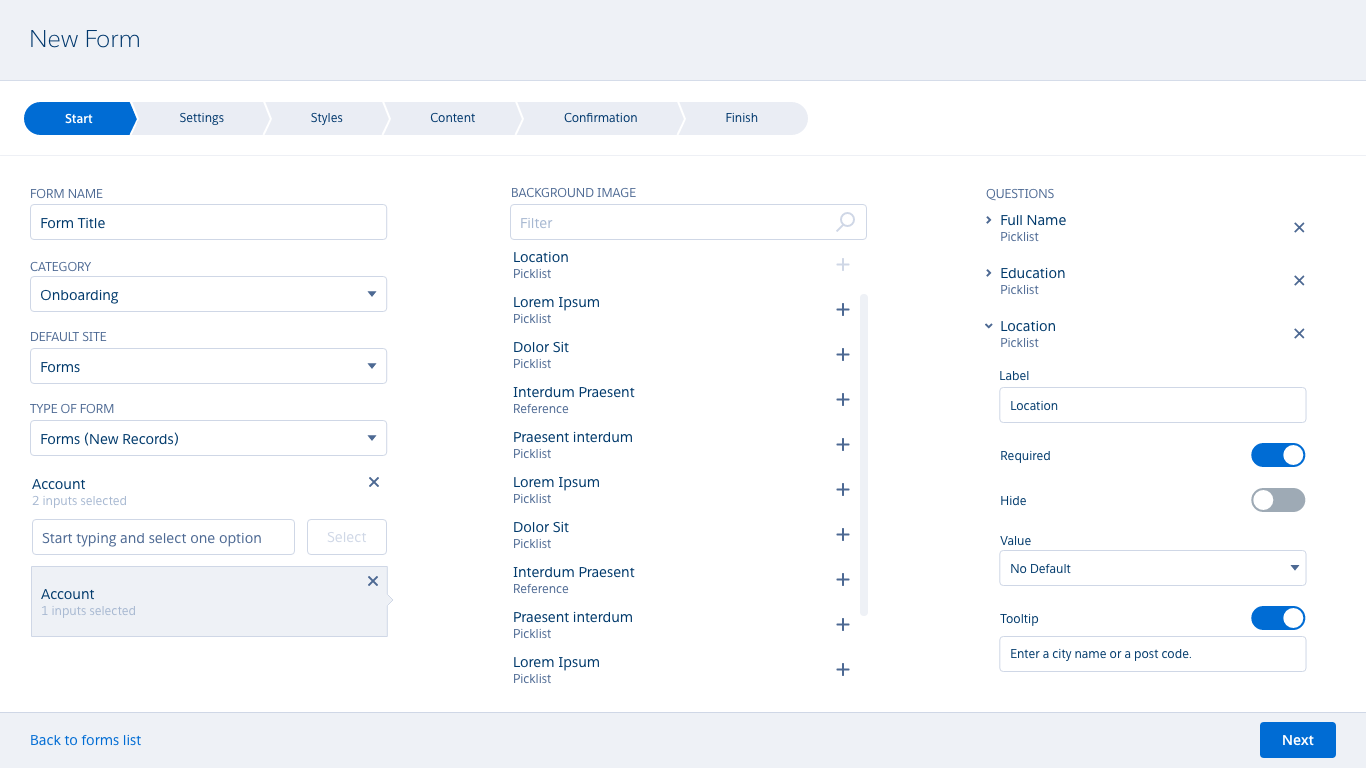 New Form
Start
Settings
Styles
Content
Confirmation
Finish
FORM NAME
Form Title
CATEGORY
Onboarding
DEFAULT SITE
Forms
TYPE OF FORM
Forms (New Records)
Account
2 inputs selected
Start typing and select one option
Select
Account
1 inputs selected
BACKGROUND IMAGE
Filter
Location
Picklist
Lorem Ipsum
Picklist
Dolor Sit
Picklist
Interdum Praesent
Reference
Praesent interdum
Picklist
Lorem Ipsum
Picklist
Dolor Sit
Picklist
Interdum Praesent
Reference
Praesent interdum
Picklist
Lorem Ipsum
Picklist
QUESTIONS
Full Name
Picklist
Education
Picklist
Location
Picklist
Label
Location
Required
Hide
Value
No Default
Tooltip
Enter a city name or a post code.
Back to forms list
Next